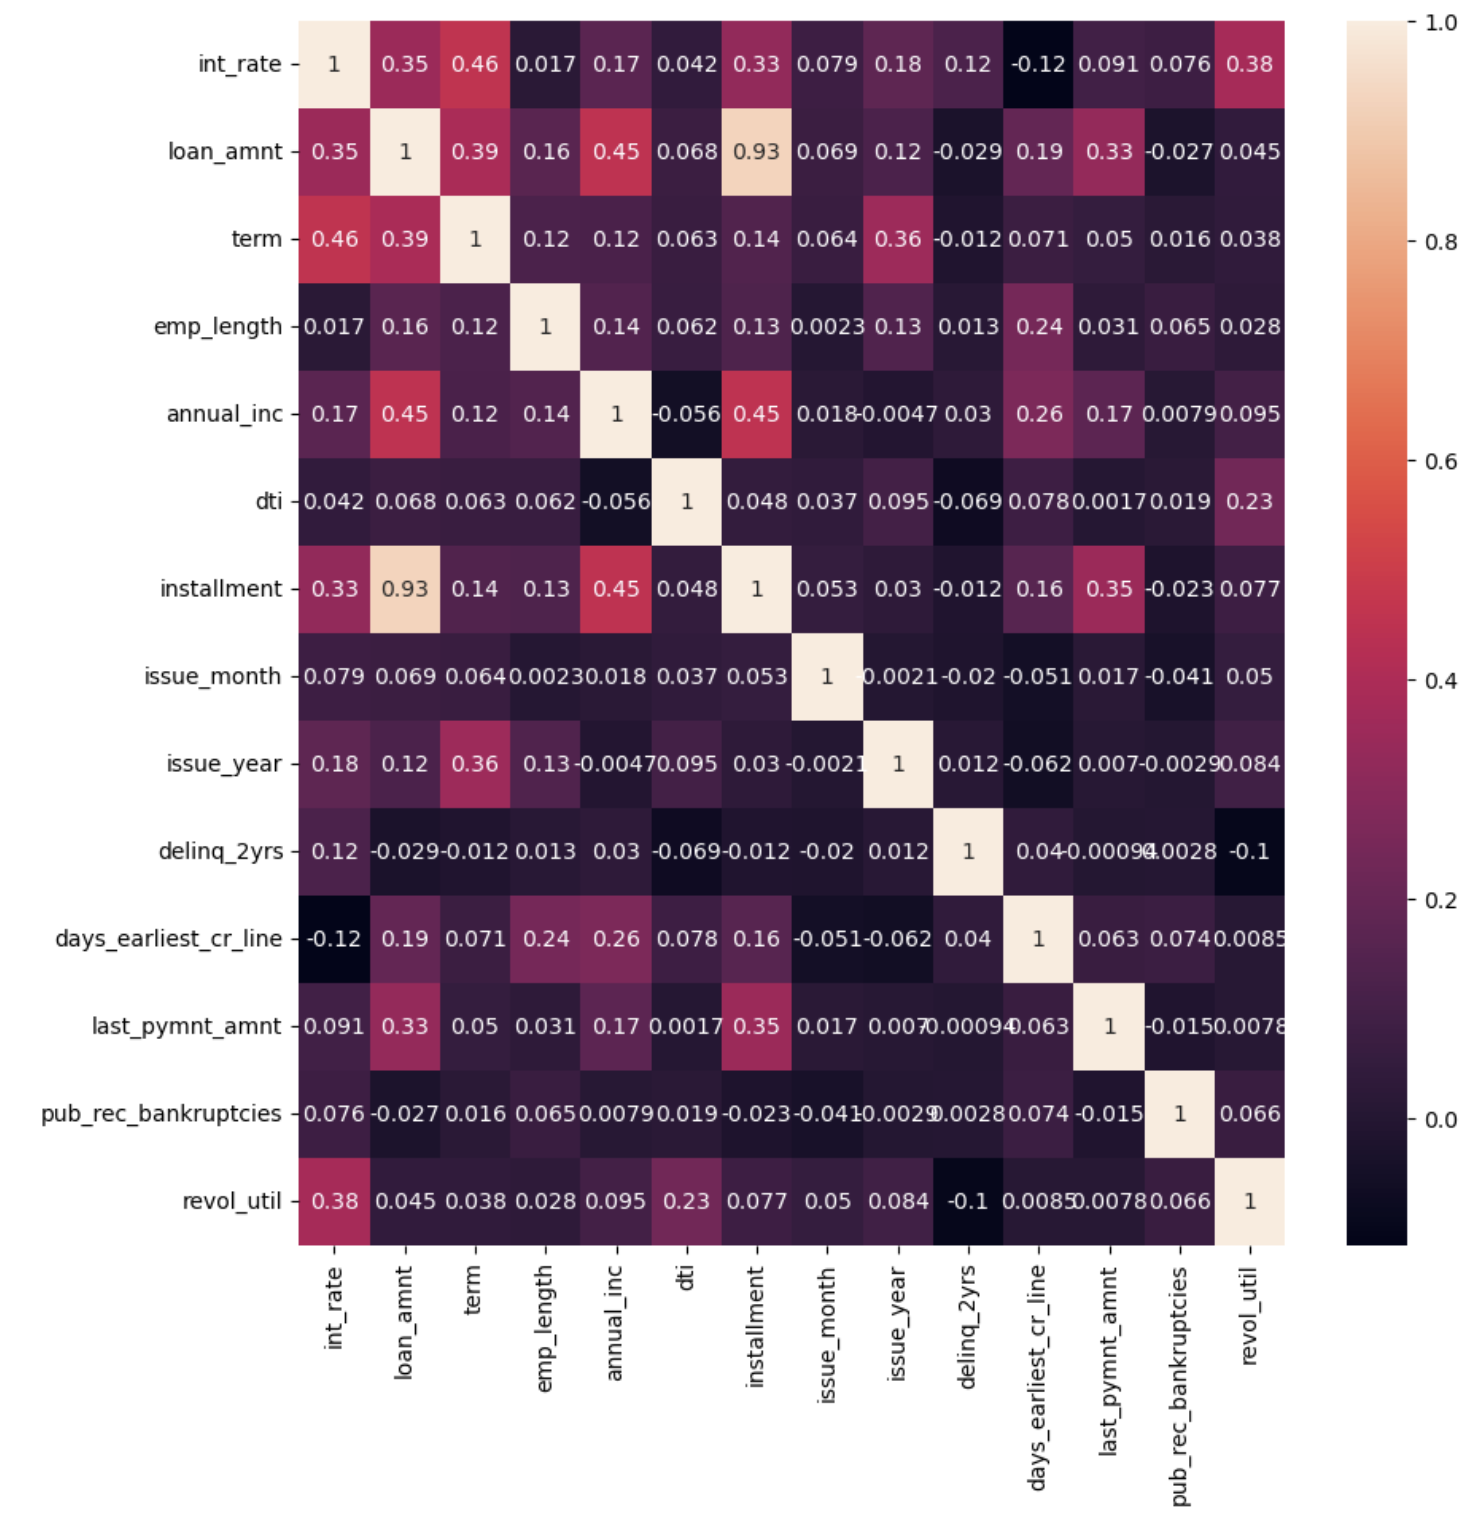 int_rate 1 0.35 0.46 0.017 0.17 0.042 0.33 0.079 0.18 0.12 -0.12 0.091 0.076 0.38
loan_amnt 0.35 1 0.39 0.16 0.45 0.068 0.93 0.069 0.12 -0.029 0.19 0.33 -0.027 0.045
term 0.46 0.39 1 0.12 0.12 0.063 0.14 0.064 0.36 -0.012 0.071 0.05 0.016 0.038
emp_length 0.017 0.16 0.12 1 0.14 0.062 0.13 0.0023 0.13 0.013 0.24 0.031 0.065 0.028
annual_inc 0.17 0.45 0.12 0.14 1 -0.056 0.45 0.018 -0.0047 0.03 0.26 0.17 0.0079 0.095
dti 0.042 0.068 0.063 0.062 -0.056 1 0.048 0.037 0.095 -0.069 0.078 0.0017 0.019 0.23
installment 0.33 0.93 0.14 0.13 0.45 0.048 1 0.053 0.03 -0.012 0.16 0.35 -0.023 0.077
issue_month 0.079 0.069 0.064 0.0023 0.018 0.037 0.053 1 -0.0021 -0.02 -0.051 0.017 -0.041 0.05
issue_year 0.18 0.12 0.36 0.13 -0.0047 0.095 0.03 -0.0021 1 0.012 -0.062 0.007 -0.0029 0.084
delinq_2yrs 0.12 -0.029 -0.012 0.013 0.03 -0.069 -0.012 -0.02 0.012 1 0.04 -0.00094 0.0028 -0.1
days_earliest_cr_line -0.12 0.19 0.071 0.24 0.26 0.078 0.16 -0.051 -0.062 0.04 1 0.063 0.074 0.0085
last_pymnt_amnt 0.091 0.33 0.05 0.031 0.17 0.0017 0.35 0.017 0.007 -0.00094 0.063 1 -0.015 0.0078
pub_rec_bankruptcies 0.076 -0.027 0.016 0.065 0.0079 0.019 -0.023 -0.041 -0.0029 0.0028 0.074 -0.015 1 0.066
revol_util 0.38 0.045 0.038 0.028 0.095 0.23 0.077 0.05 0.084 -0.1 0.0085 0.0078 0.066 1
int_rate
loan_amnt
term
emp_length
annual_inc
dti
installment
issue_month
issue_year
delinq_2yrs
days_earliest_cr_line
last_pymnt_amnt
pub_rec_bankruptcies
revol_util
1.0
0.8
0.6
0.4
0.2
0.0